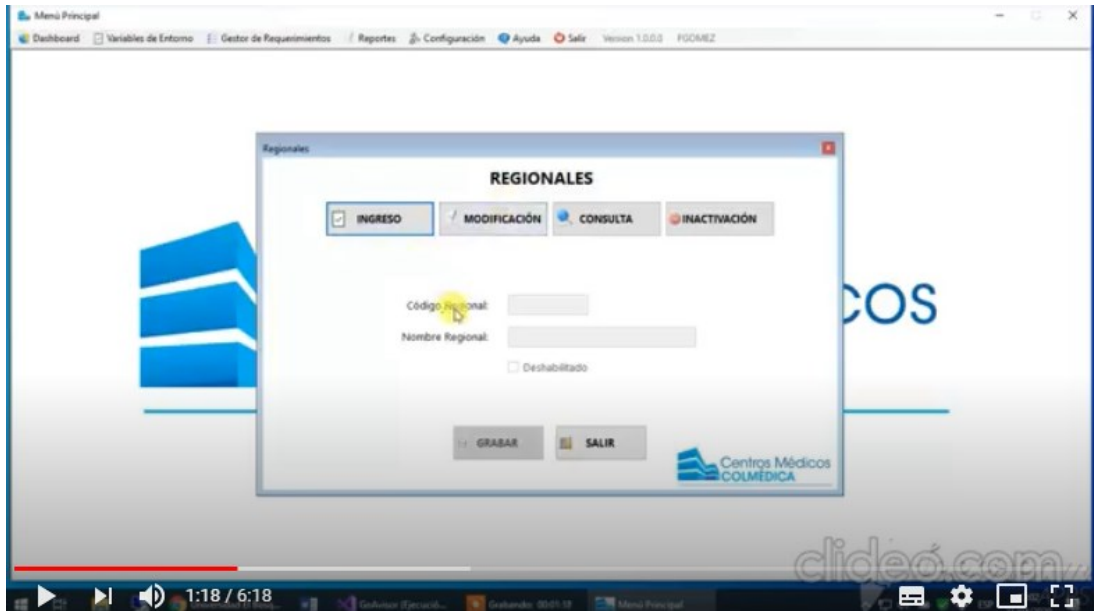 Menú Principal
Dashboard Variables de Entorno Gestor de Requerimientos Reportes Configuración Ayuda Salir Version 1.0.0.0 FGOMEZ
Regionales
REGIONALES
INGRESO MODIFICACIÓN CONSULTA INACTIVACIÓN
Código Regional:
COS
Nombre Regional:
Deshabilitado
GRABAR SALIR
Centros Médicos
COLMÉDICA
clideo.com
1:18 / 6:18
Grabando 00:01:13 Menú Principal